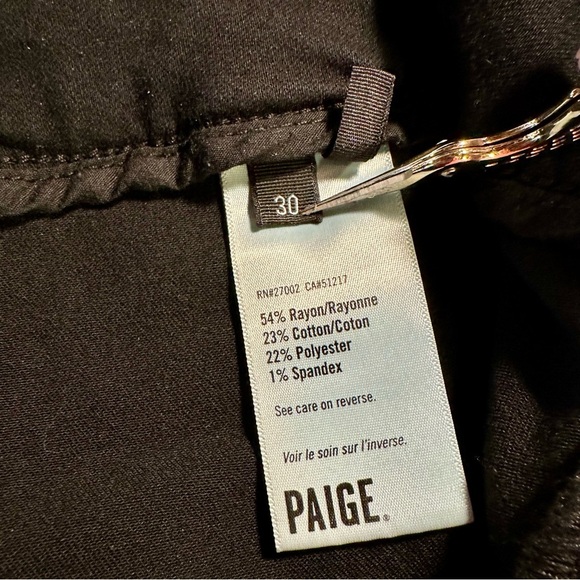 30
RN#27002 CA#51217
54% Rayon/Rayonne
23% Cotton/Coton
22% Polyester
1% Spandex
See care on reverse.
Voir le soin sur l'inverse.
PAIGE®